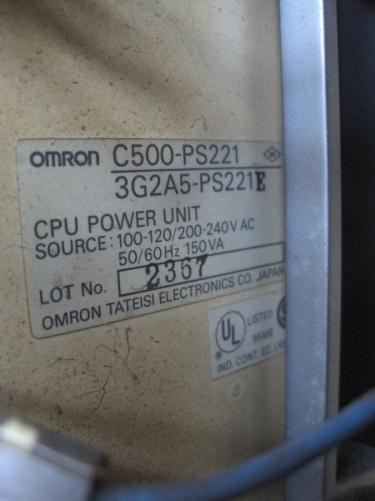 OMRON C500-PS221
3G2A5-PS221E
CPU POWER UNIT
SOURCE: 100-120/200-240V AC
50/60Hz 150VA
LOT No. 2367
OMRON TATEISI ELECTRONICS CO. JAPAN
UL LISTED
95MB
IND. CONT. EQ.